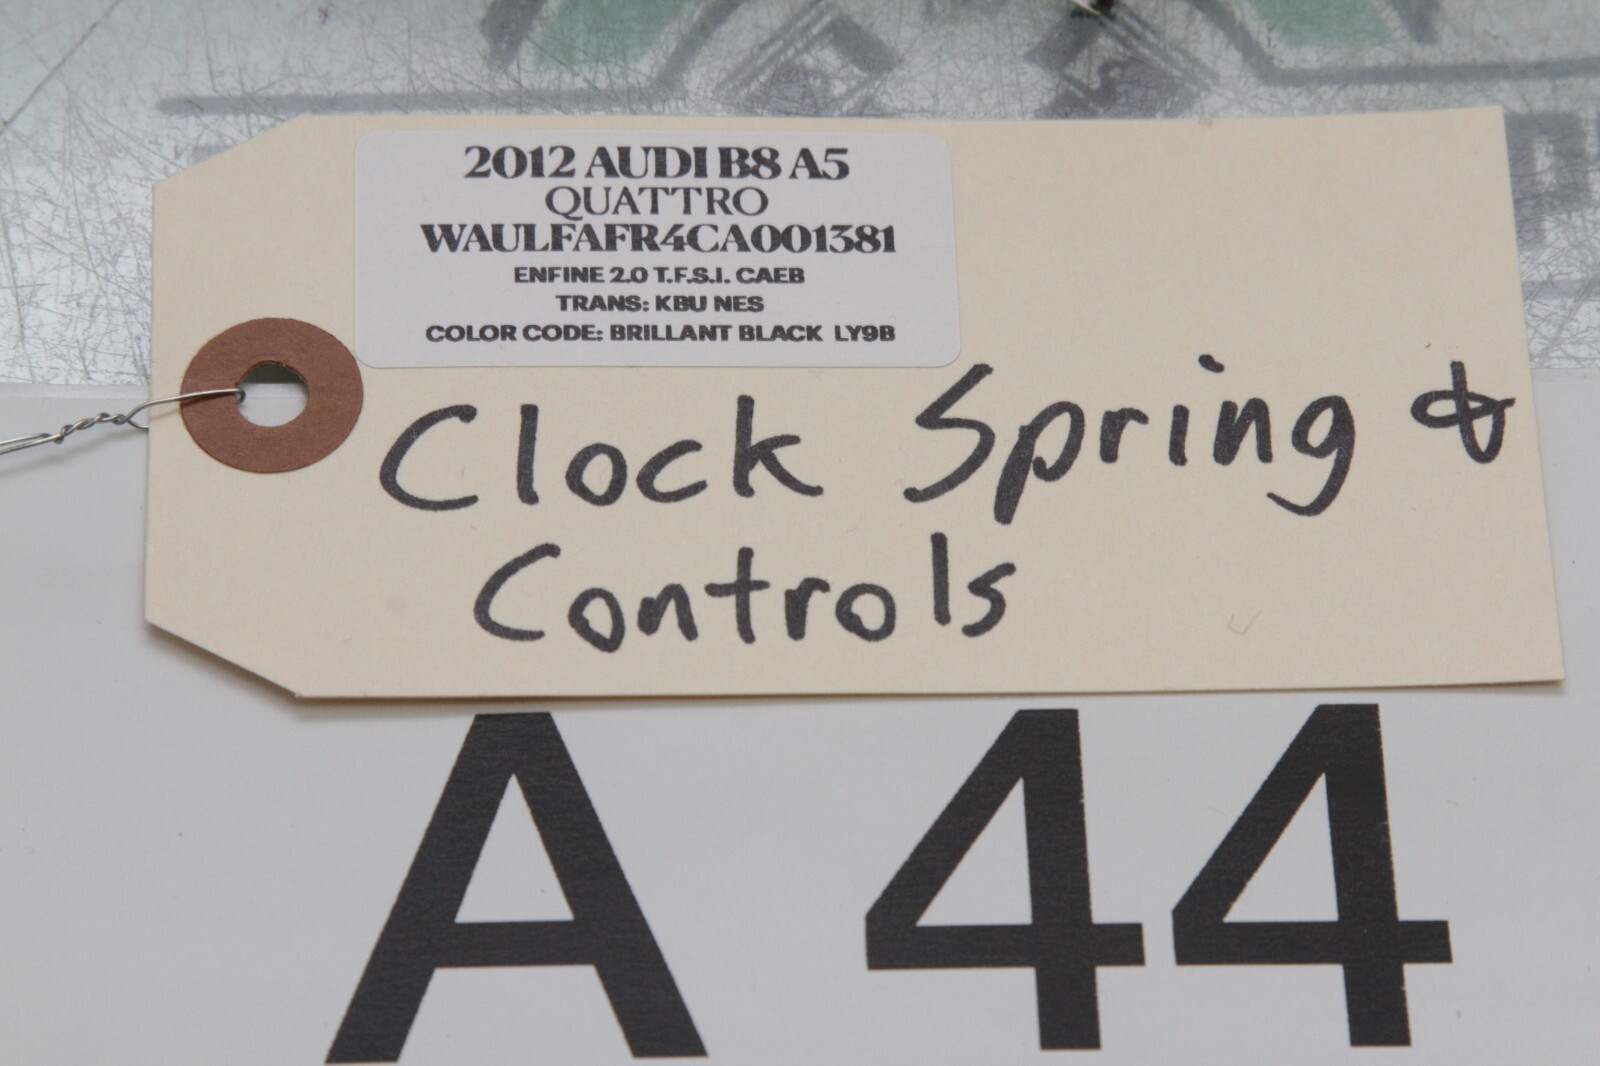 2012 AUDI B8 A5
QUATTRO
WAULFAFR4CA001381
ENFINE 2.0 T.F.S.I. CAEB
TRANS: KBU NES
COLOR CODE: BRILLANT BLACK LY9B
Clock Spring &
Controls
A 44